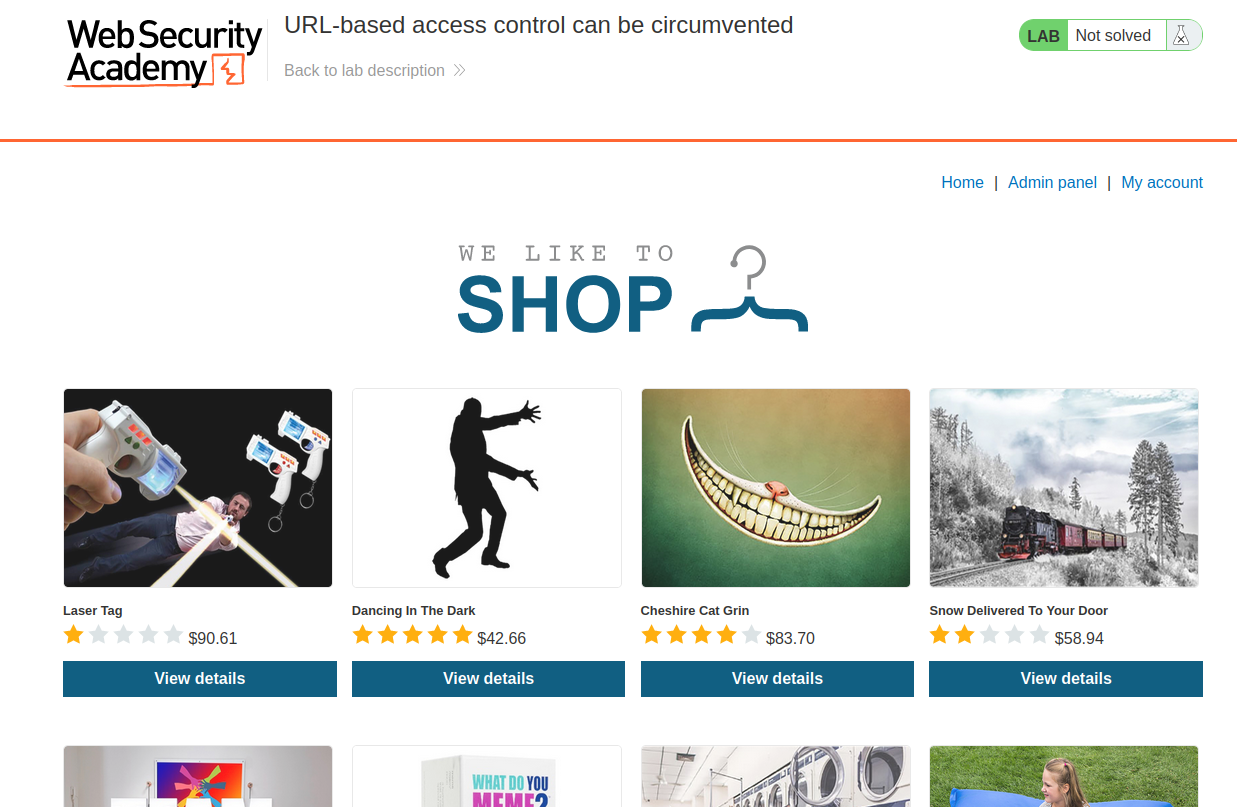 Web Security
Academy
URL-based access control can be circumvented
Back to lab description
LAB Not solved
Home | Admin panel | My account
WE LIKE TO
SHOP
Laser Tag
$90.61
View details
Dancing In The Dark
$42.66
View details
Cheshire Cat Grin
$83.70
View details
Snow Delivered To Your Door
$58.94
View details
WHAT DO YOU
MEME?